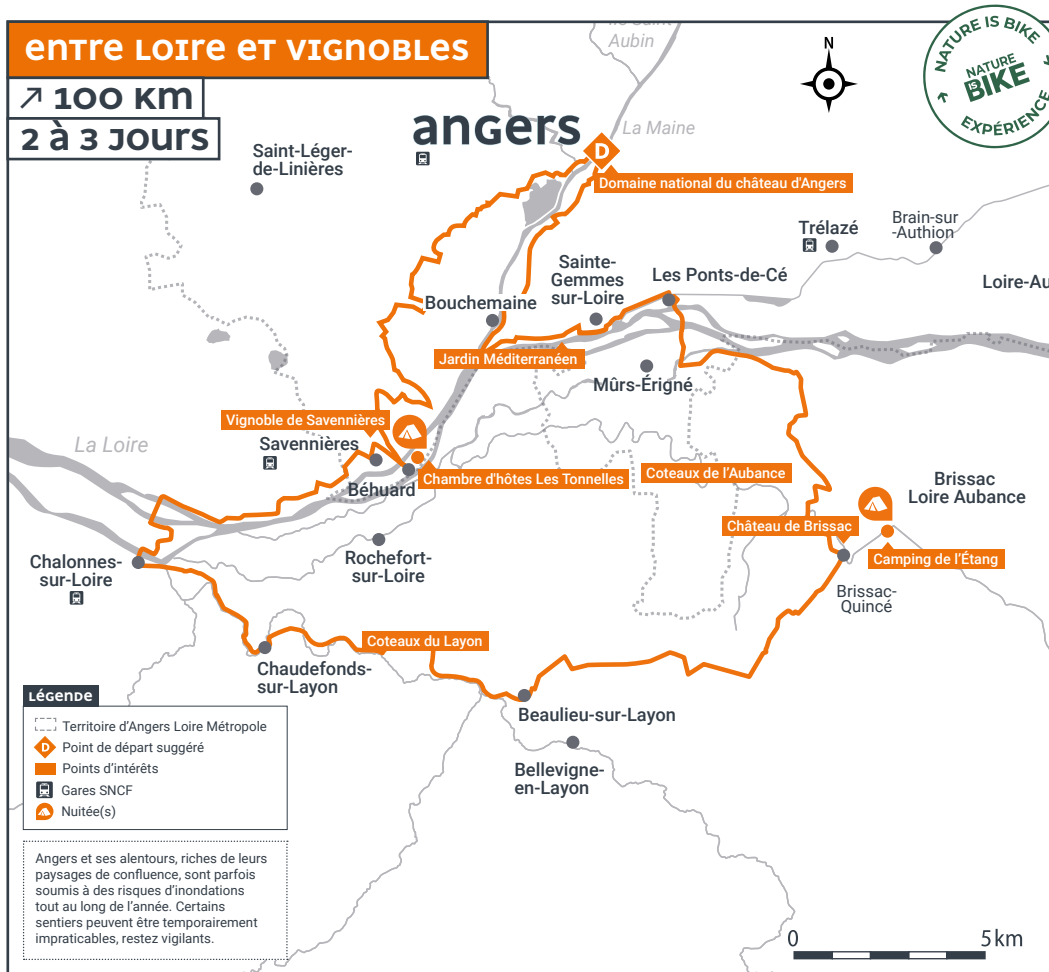 entre Loire et vignobles
↗ 100 km
2 à 3 jours
NATURE IS BIKE
NATURE
IS BIKE
EXPÉRIENCE
N
Aubin
La Maine
angers
D
Domaine national du château d'Angers
Saint-Léger-
de-Linières
Trélazé
Brain-sur
-Authion
Sainte-
Gemmes
sur-Loire
Les Ponts-de-Cé
Loire-Au
Bouchemaine
Jardin Méditerranéen
Mûrs-Érigné
Vignoble de Savennières
La Loire
Savennières
Béhuard
Chambre d'hôtes Les Tonnelles
Coteaux de l'Aubance
Brissac
Loire Aubance
Château de Brissac
Camping de l'Étang
Brissac-
Quincé
Chalonnes-
sur-Loire
Rochefort-
sur-Loire
Coteaux du Layon
Chaudefonds-
sur-Layon
Beaulieu-sur-Layon
Bellevigne-
en-Layon
Légende
Territoire d'Angers Loire Métropole
D Point de départ suggéré
Points d'intérêts
Gares SNCF
Nuitée(s)
Angers et ses alentours, riches de leurs
paysages de confluence, sont parfois
soumis à des risques d'inondations
tout au long de l'année. Certains
sentiers peuvent être temporairement
impraticables, restez vigilants.
0 5km